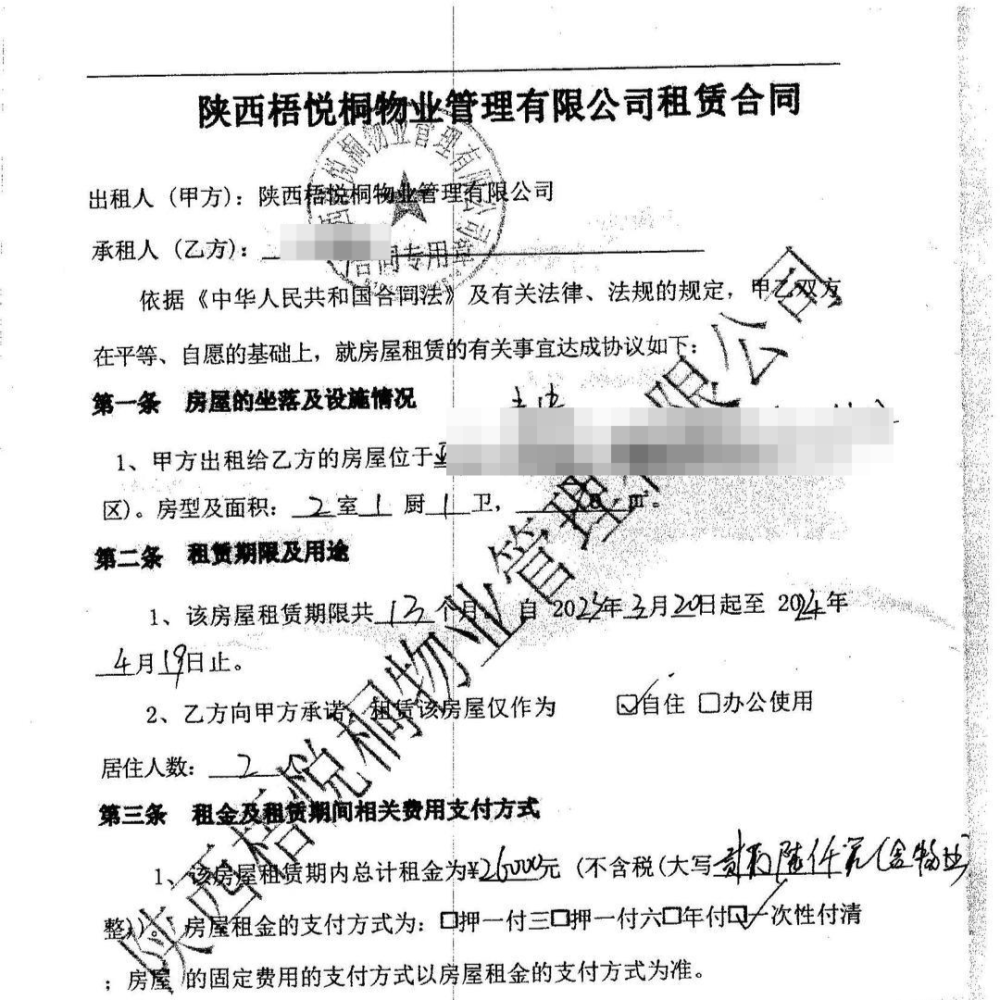 陕西梧悦桐物业管理有限公司租赁合同
出租人（甲方）：陕西梧悦桐物业管理有限公司
承租人（乙方）：
合同专用章
依据《中华人民共和国合同法》及有关法律、法规的规定，甲乙双方
在平等、自愿的基础上，就房屋租赁的有关事宜达成协议如下：
第一条 房屋的坐落及设施情况
1、甲方出租给乙方的房屋位于
区）。房型及面积：2室1厨1卫，㎡。
第二条 租赁期限及用途
1、该房屋租赁期限共13个月，自2023年3月20日起至2024年
4月19日止。
2、乙方向甲方承诺，租赁该房屋仅作为 ☑自住 □办公使用
居住人数：2个
第三条 租金及租赁期间相关费用支付方式
1、该房屋租赁期内总计租金为¥26000元（不含税(大写贰万陆仟元(含物业)
整)）。房屋租金的支付方式为：□押一付三□押一付六□年付☑一次性付清
；房屋 的固定费用的支付方式以房屋租金的支付方式为准。
陕西梧悦桐物业管理有限公司